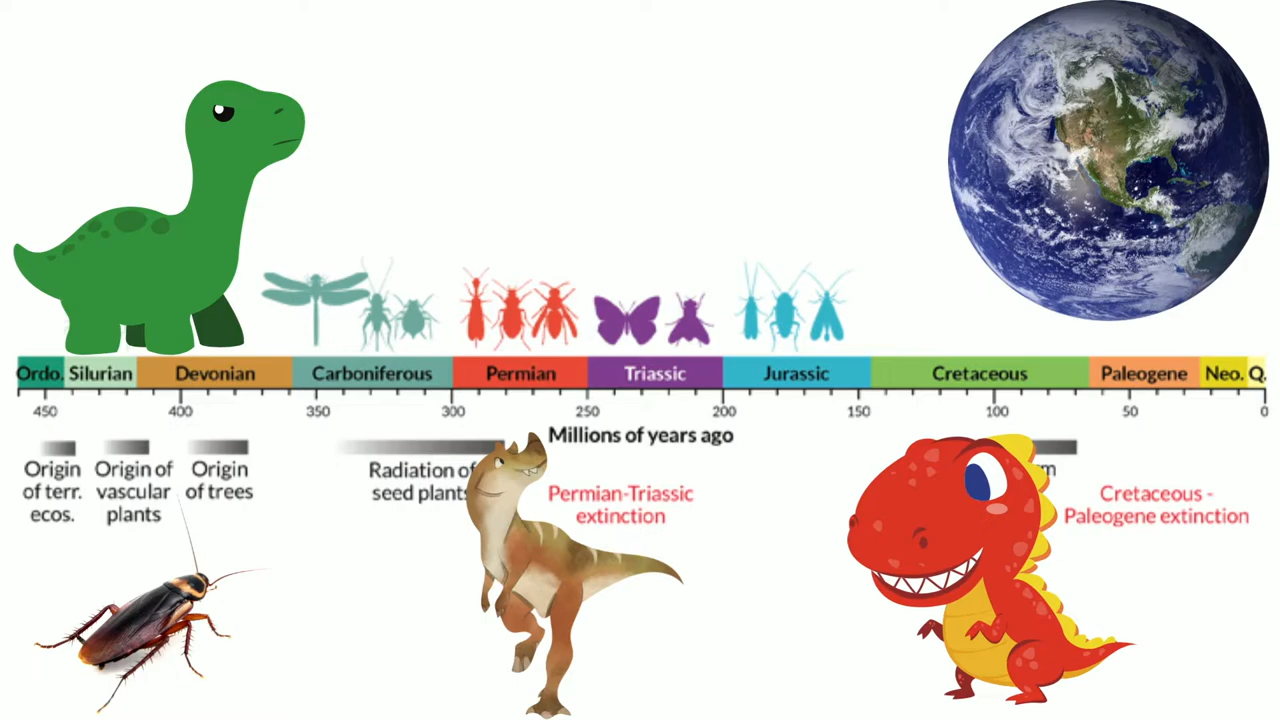 Ordo. Silurian Devonian Carboniferous Permian Triassic Jurassic Cretaceous Paleogene Neo. Q.
450 400 350 300 250 200 150 100 50 0
Millions of years ago
Origin
of terr.
ecos.
Origin of
vascular
plants
Origin
of trees
Radiation of
seed plants
Permian-Triassic
extinction
Cretaceous -
Paleogene extinction